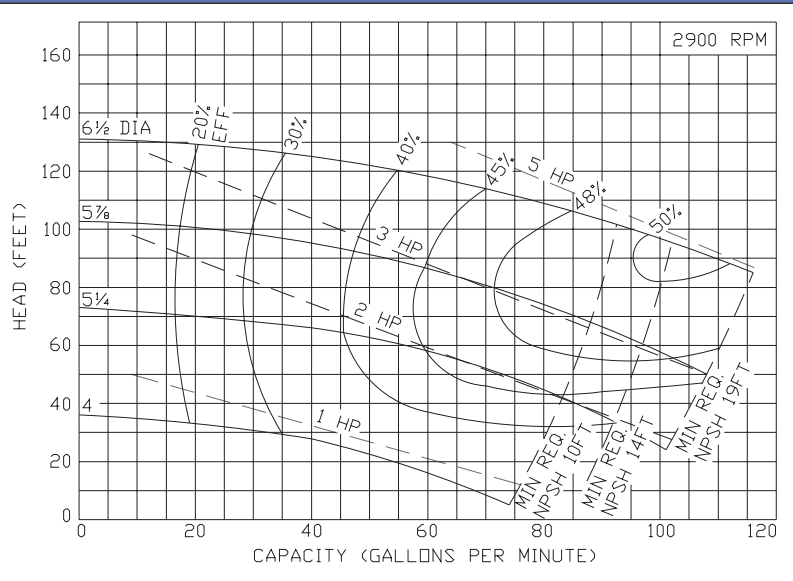 2900 RPM
160
140
120
100
80
60
40
20
0
HEAD (FEET)
6½ DIA
5⅞
5¼
4
20% EFF
30%
40%
45%
48%
50%
5 HP
3 HP
2 HP
1 HP
MIN REQ.
NPSH 10FT
MIN REQ.
NPSH 14FT
MIN REQ.
NPSH 19FT
0 20 40 60 80 100 120
CAPACITY (GALLONS PER MINUTE)